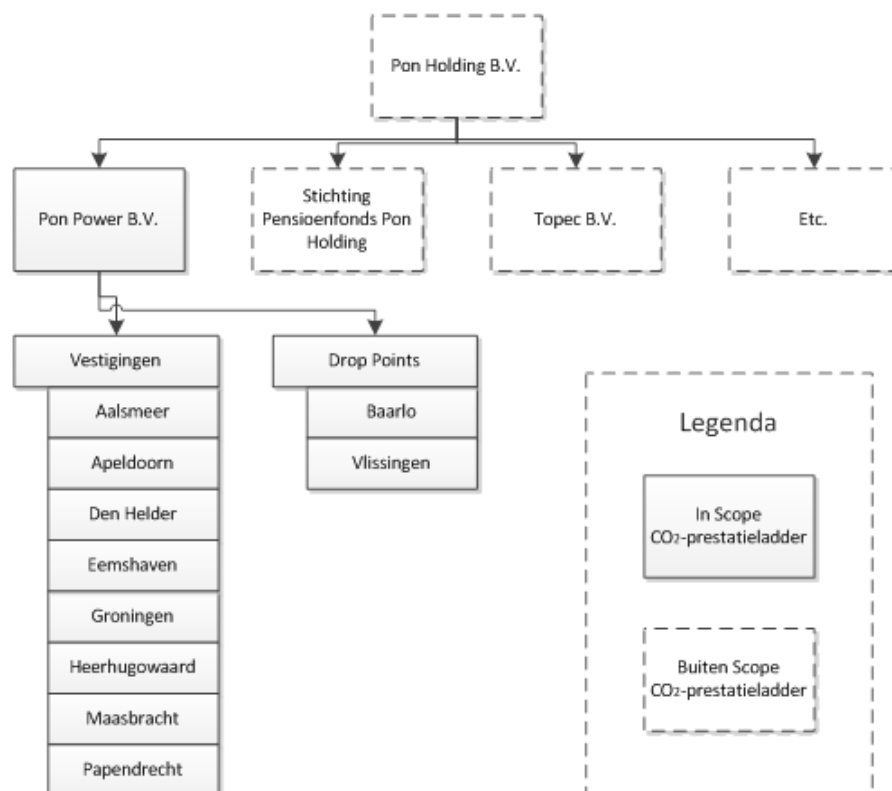 Pon Holding B.V.
Pon Power B.V.
Stichting
Pensioenfonds Pon
Holding
Topec B.V.
Etc.
Vestigingen
Aalsmeer
Apeldoorn
Den Helder
Eemshaven
Groningen
Heerhugowaard
Maasbracht
Papendrecht
Drop Points
Baarlo
Vlissingen
Legenda
In Scope
CO2-prestatieladder
Buiten Scope
CO2-prestatieladder